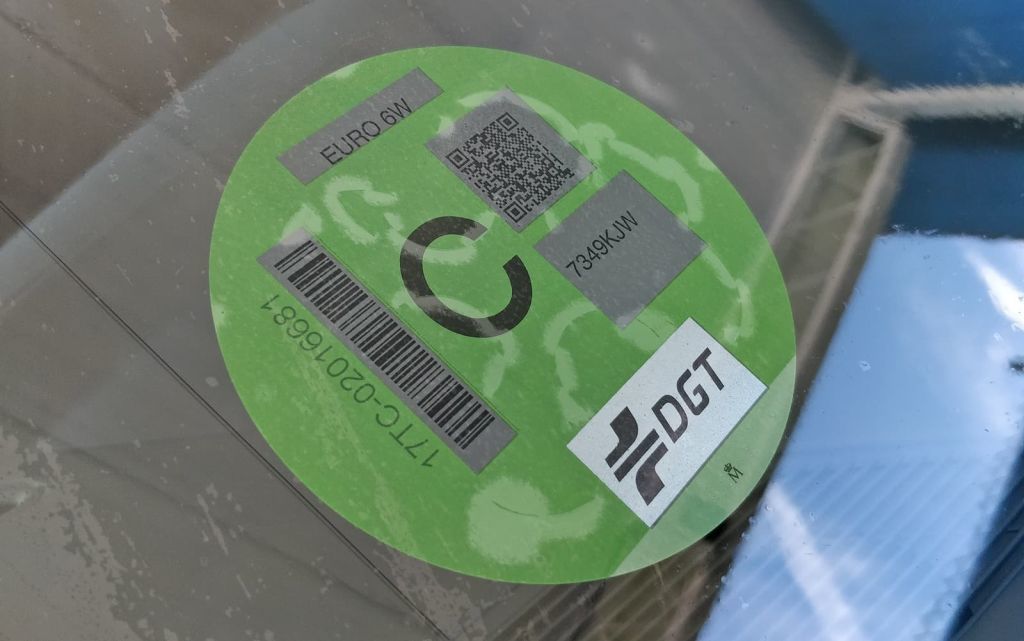 EURO 6W
C
7349KJW
17TC-02016681
DGT
M